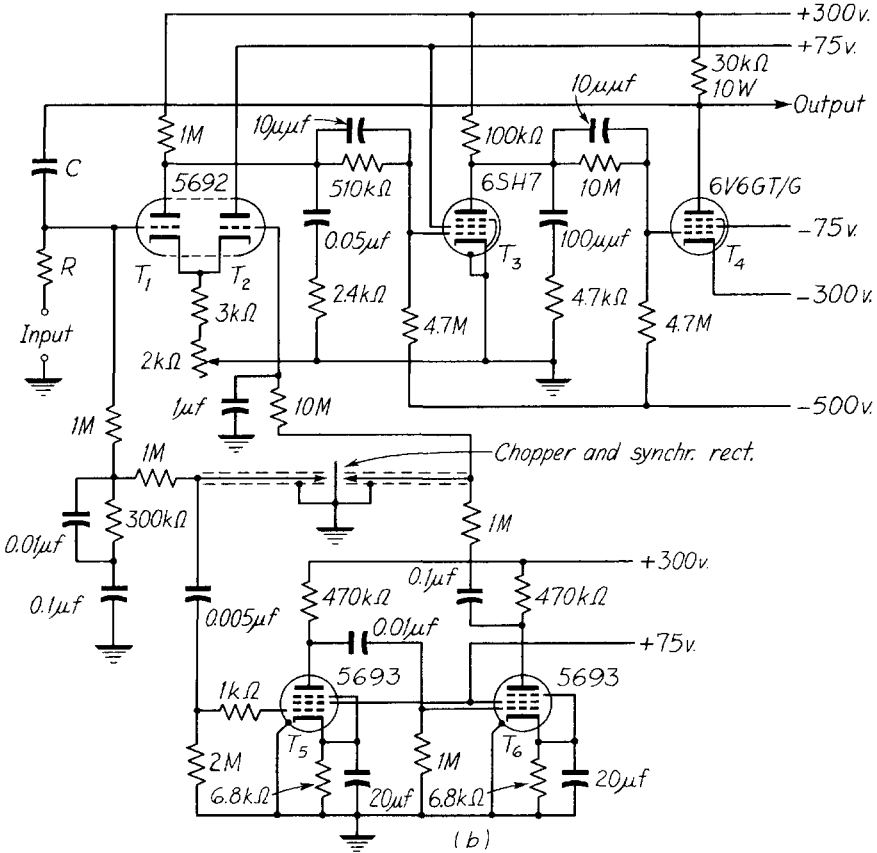 +300v.
+75v.
30kΩ
10W
Output
10μμf
10μμf
1M
C
5692
510kΩ
100kΩ
6SH7
10M
6V6GT/G
0.05μf
100μμf
-75v.
R
T1
T2
T3
T4
3kΩ
2.4kΩ
4.7kΩ
-300v.
Input
4.7M
4.7M
2kΩ
1μf
10M
-500v.
1M
1M
Chopper and synchr. rect.
300kΩ
0.01μf
1M
+300v.
0.1μf
0.005μf
470kΩ
0.1μf
470kΩ
0.01μf
+75v.
5693
5693
1kΩ
T5
T6
2M
6.8kΩ
20μf
1M
6.8kΩ
20μf
(b)